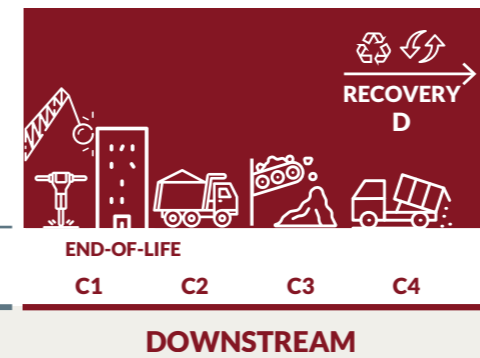 RECOVERY
D
END-OF-LIFE
C1 C2 C3 C4
DOWNSTREAM